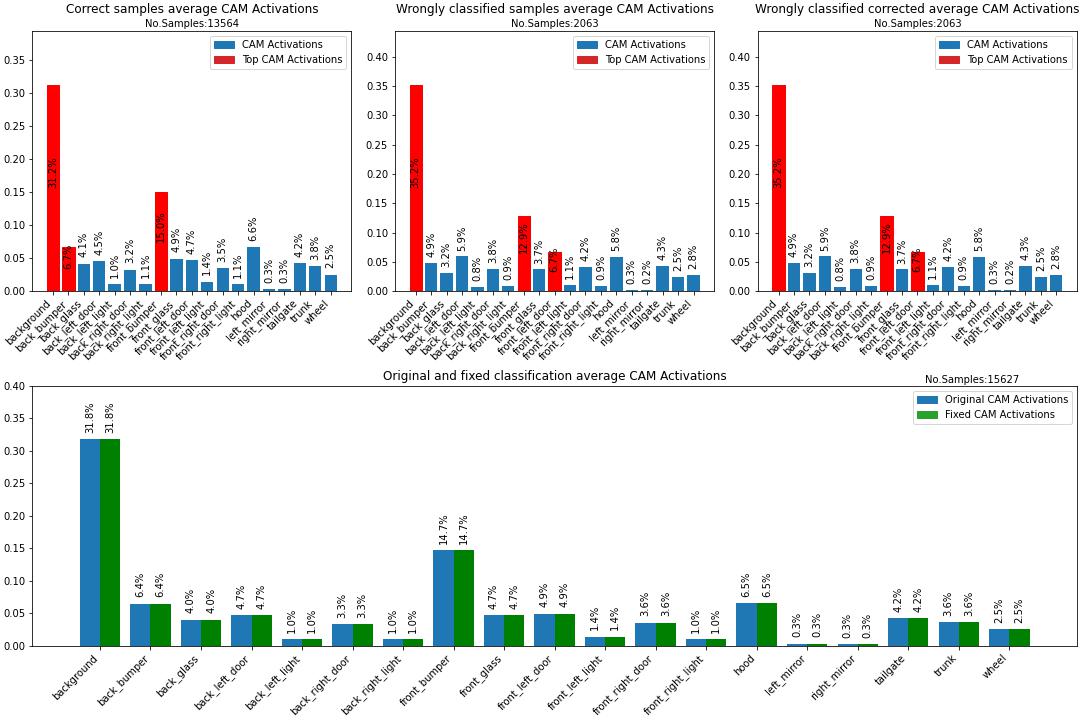 Correct samples average CAM Activations
No.Samples:13564
CAM Activations
Top CAM Activations
0.35
0.30
0.25
0.20
0.15
0.10
0.05
0.00
31.2%
6.7%
4.1%
4.5%
1.0%
3.2%
1.1%
15.0%
4.9%
4.7%
1.4%
3.5%
1.1%
6.6%
0.3%
0.3%
4.2%
3.8%
2.5%
background
back_bumper
back_glass
back_left_door
back_left_light
back_right_door
back_right_light
front_bumper
front_glass
front_left_door
front_left_light
front_right_door
front_right_light
hood
left_mirror
right_mirror
tailgate
trunk
wheel
Wrongly classified samples average CAM Activations
No.Samples:2063
CAM Activations
Top CAM Activations
0.40
0.35
0.30
0.25
0.20
0.15
0.10
0.05
0.00
35.2%
4.9%
3.2%
5.9%
0.8%
3.8%
0.9%
12.9%
3.7%
6.7%
1.1%
4.2%
0.9%
5.8%
0.3%
0.2%
4.3%
2.5%
2.8%
background
back_bumper
back_glass
back_left_door
back_left_light
back_right_door
back_right_light
front_bumper
front_glass
front_left_door
front_left_light
front_right_door
front_right_light
hood
left_mirror
right_mirror
tailgate
trunk
wheel
Wrongly classified corrected average CAM Activations
No.Samples:2063
CAM Activations
Top CAM Activations
0.40
0.35
0.30
0.25
0.20
0.15
0.10
0.05
0.00
35.2%
4.9%
3.2%
5.9%
0.8%
3.8%
0.9%
12.9%
3.7%
6.7%
1.1%
4.2%
0.9%
5.8%
0.3%
0.2%
4.3%
2.5%
2.8%
background
back_bumper
back_glass
back_left_door
back_left_light
back_right_door
back_right_light
front_bumper
front_glass
front_left_door
front_left_light
front_right_door
front_right_light
hood
left_mirror
right_mirror
tailgate
trunk
wheel
Original and fixed classification average CAM Activations
No.Samples:15627
Original CAM Activations
Fixed CAM Activations
0.40
0.35
0.30
0.25
0.20
0.15
0.10
0.05
0.00
31.8%
31.8%
6.4%
6.4%
4.0%
4.0%
4.7%
4.7%
1.0%
1.0%
3.3%
3.3%
1.0%
1.0%
14.7%
14.7%
4.7%
4.7%
4.9%
4.9%
1.4%
1.4%
3.6%
3.6%
1.0%
1.0%
6.5%
6.5%
0.3%
0.3%
0.3%
0.3%
4.2%
4.2%
3.6%
3.6%
2.5%
2.5%
background
back_bumper
back_glass
back_left_door
back_left_light
back_right_door
back_right_light
front_bumper
front_glass
front_left_door
front_left_light
front_right_door
front_right_light
hood
left_mirror
right_mirror
tailgate
trunk
wheel